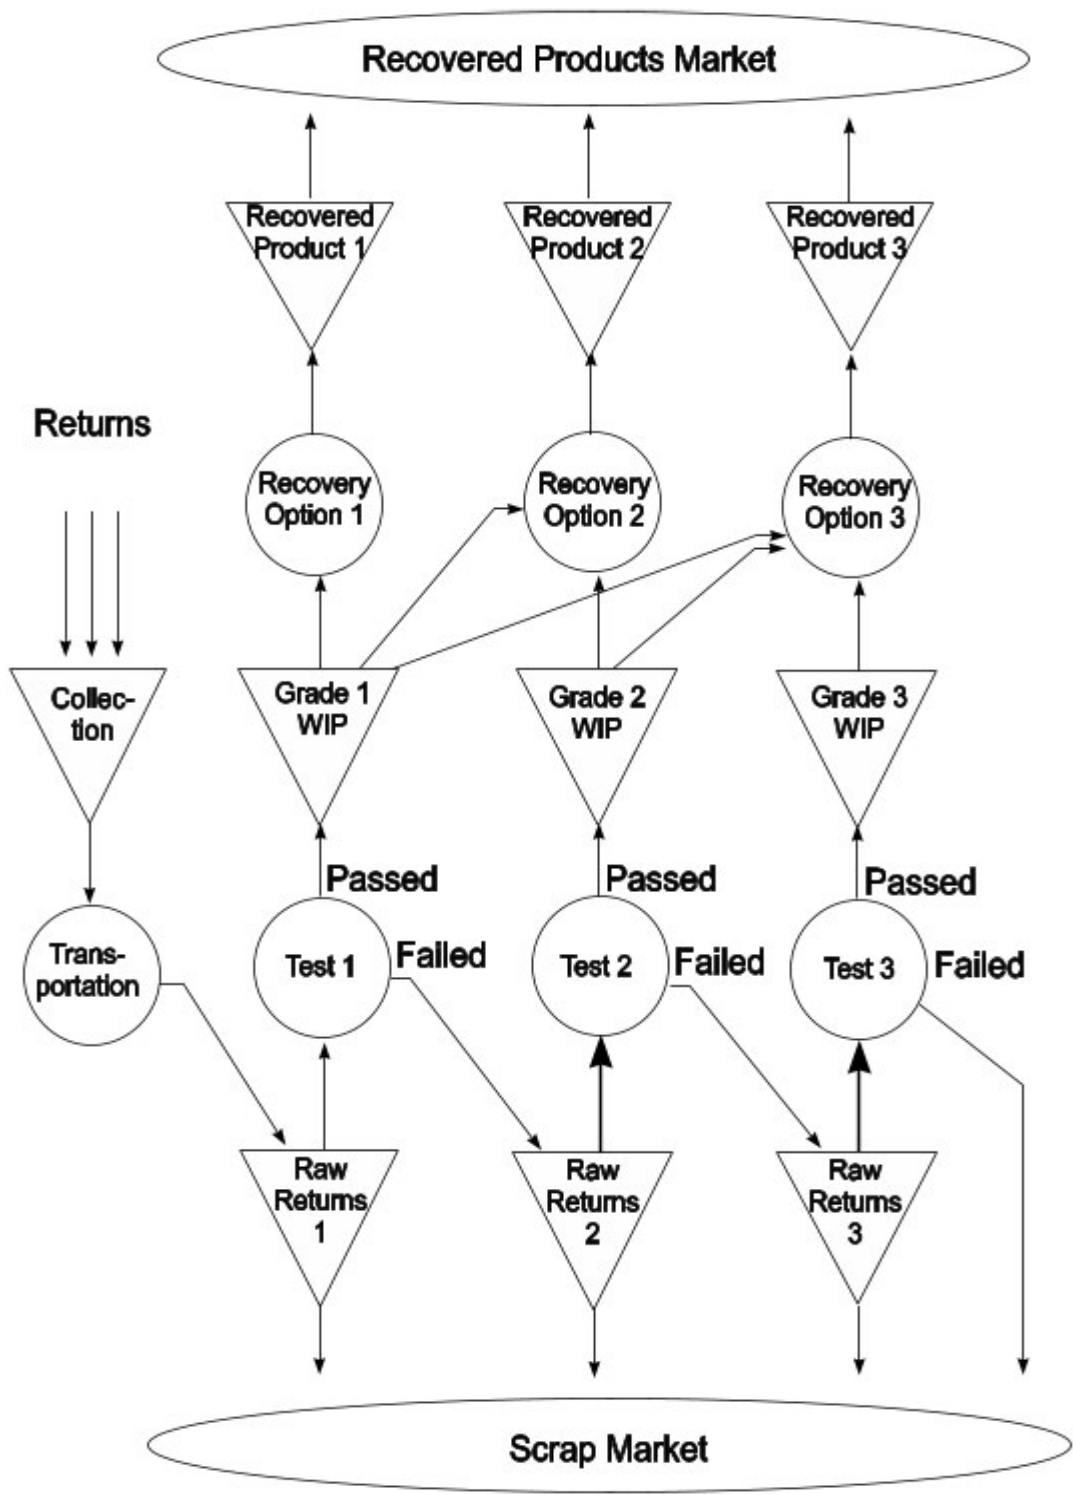 Recovered Products Market
Recovered
Product 1
Recovered
Product 2
Recovered
Product 3
Returns
Recovery
Option 1
Recovery
Option 2
Recovery
Option 3
Collec-
tion
Grade 1
WIP
Grade 2
WIP
Grade 3
WIP
Passed
Passed
Passed
Trans-
portation
Test 1
Failed
Test 2
Failed
Test 3
Failed
Raw
Returns
1
Raw
Returns
2
Raw
Returns
3
Scrap Market